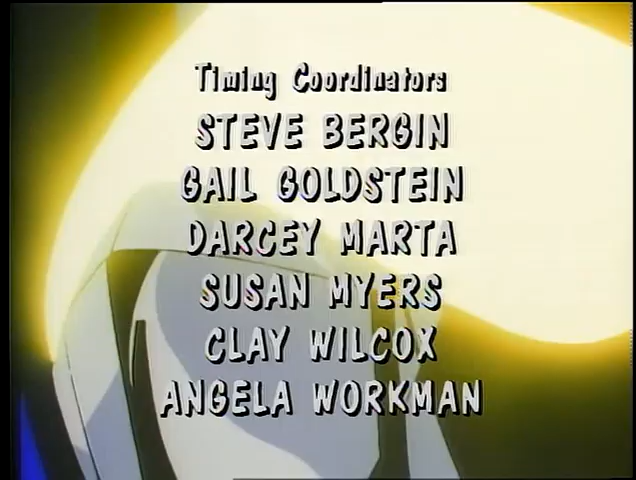 Timing Coordinators
STEVE BERGIN
GAIL GOLDSTEIN
DARCEY MARTA
SUSAN MYERS
CLAY WILCOX
ANGELA WORKMAN